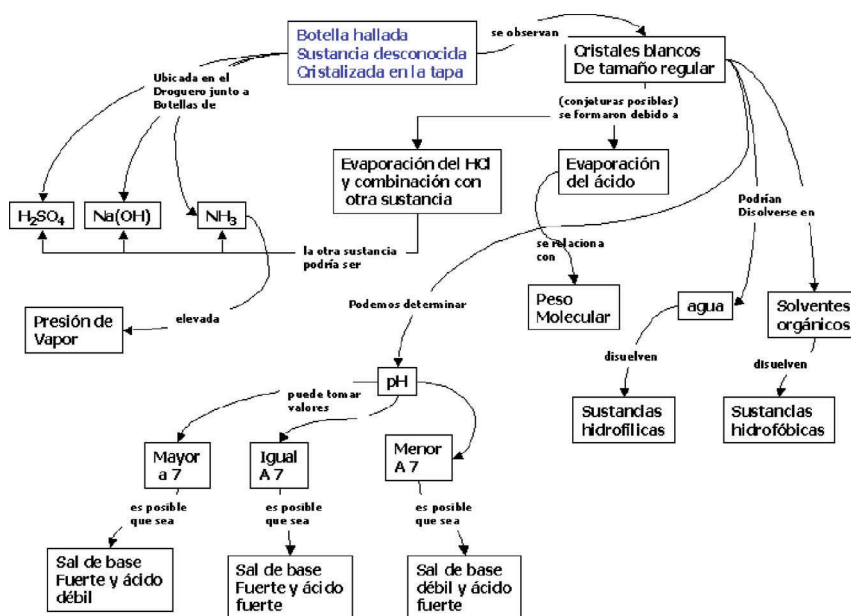 Botella hallada
Sustancia desconocida
Cristalizada en la tapa
se observan
Cristales blancos
De tamaño regular
Ubicada en el
Droguero junto a
Botellas de
(conjeturas posibles)
se formaron debido a
Evaporación del HCl
y combinación con
otra sustancia
Evaporación
del ácido
Podrían
Disolverse en
H₂SO₄
Na(OH)
NH₃
la otra sustancia
podría ser
se relaciona
con
Podemos determinar
Peso
Molecular
agua
Solventes
orgánicos
Presión de
Vapor
elevada
disuelven
disuelven
pH
puede tomar
valores
Sustancias
hidrofílicas
Sustancias
hidrofóbicas
Mayor
a 7
Igual
A 7
Menor
A 7
es posible
que sea
es posible
que sea
es posible
que sea
Sal de base
Fuerte y ácido
débil
Sal de base
Fuerte y ácido
fuerte
Sal de base
débil y ácido
fuerte